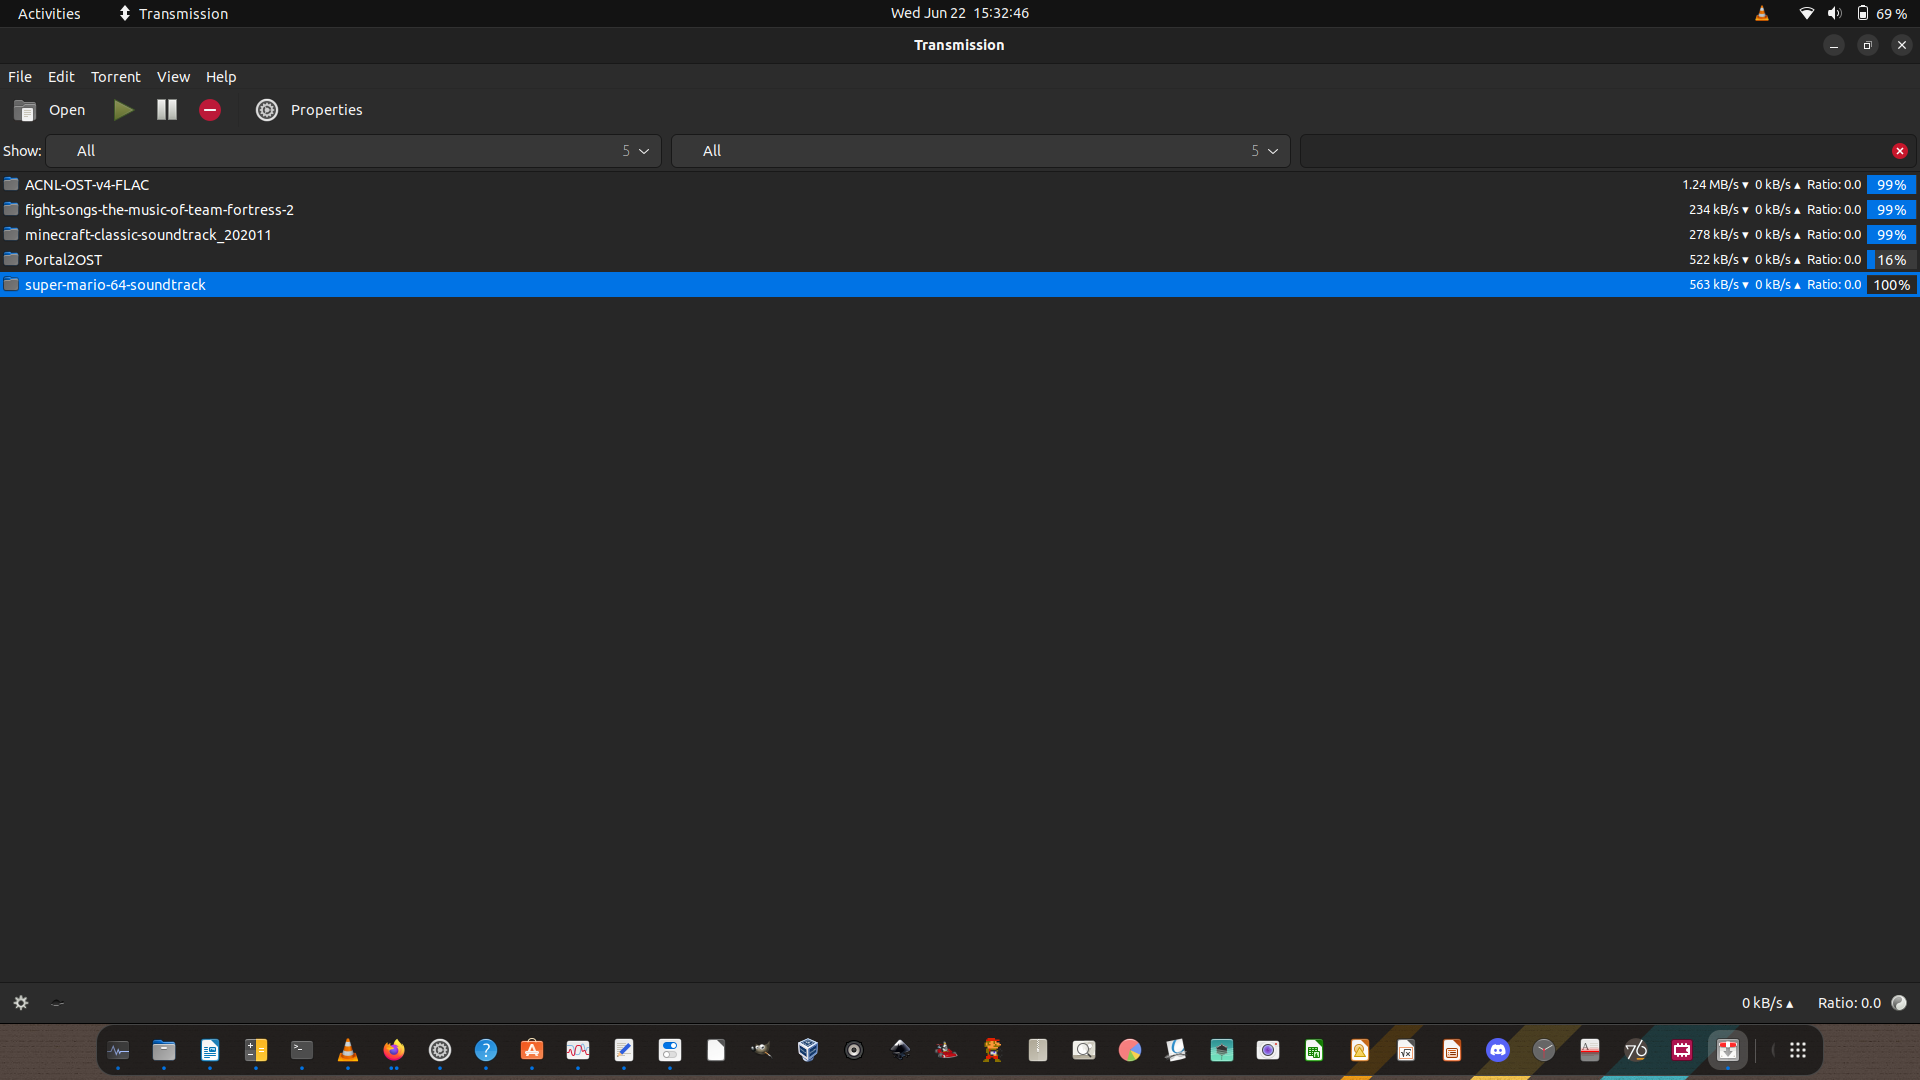 Activities Transmission Wed Jun 22 15:32:46 69 %
Transmission
File Edit Torrent View Help
Open Properties
Show: All 5 All 5
ACNL-OST-v4-FLAC 1.24 MB/s▼ 0 kB/s▲ Ratio: 0.0 99%
fight-songs-the-music-of-team-fortress-2 234 kB/s▼ 0 kB/s▲ Ratio: 0.0 99%
minecraft-classic-soundtrack_202011 278 kB/s▼ 0 kB/s▲ Ratio: 0.0 99%
Portal2OST 522 kB/s▼ 0 kB/s▲ Ratio: 0.0 16%
super-mario-64-soundtrack 563 kB/s▼ 0 kB/s▲ Ratio: 0.0 100%
0 kB/s▲ Ratio: 0.0
76